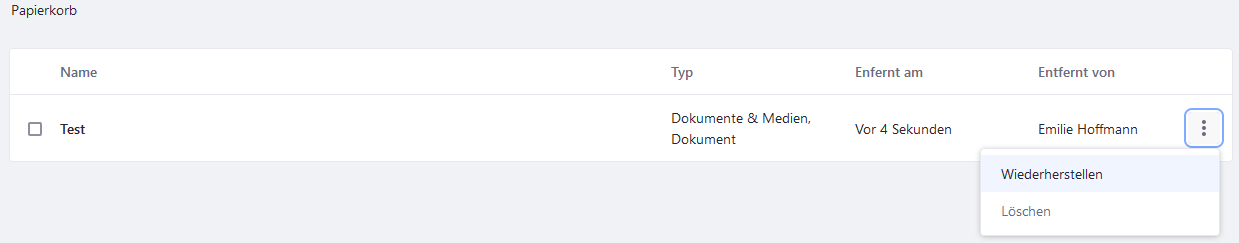 Papierkorb
Name Typ Enfernt am Entfernt von
Test Dokumente & Medien, Dokument Vor 4 Sekunden Emilie Hoffmann
Wiederherstellen
Löschen